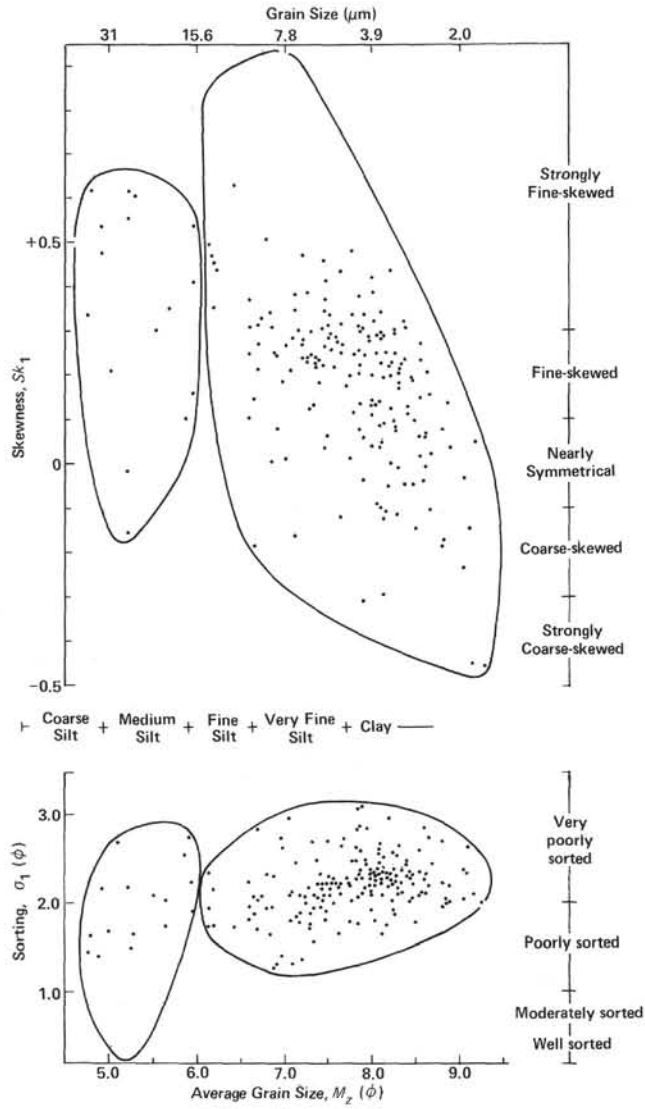 Grain Size (μm)
31 15.6 7.8 3.9 2.0
Strongly
Fine-skewed
+0.5
Skewness, Sk₁
Fine-skewed
0
Nearly
Symmetrical
Coarse-skewed
Strongly
Coarse-skewed
−0.5
Coarse Silt + Medium Silt + Fine Silt + Very Fine Silt + Clay
3.0
Very
poorly
sorted
Sorting, σ₁ (ϕ)
2.0
Poorly sorted
1.0
Moderately sorted
Well sorted
5.0 6.0 7.0 8.0 9.0
Average Grain Size, M_z (ϕ)